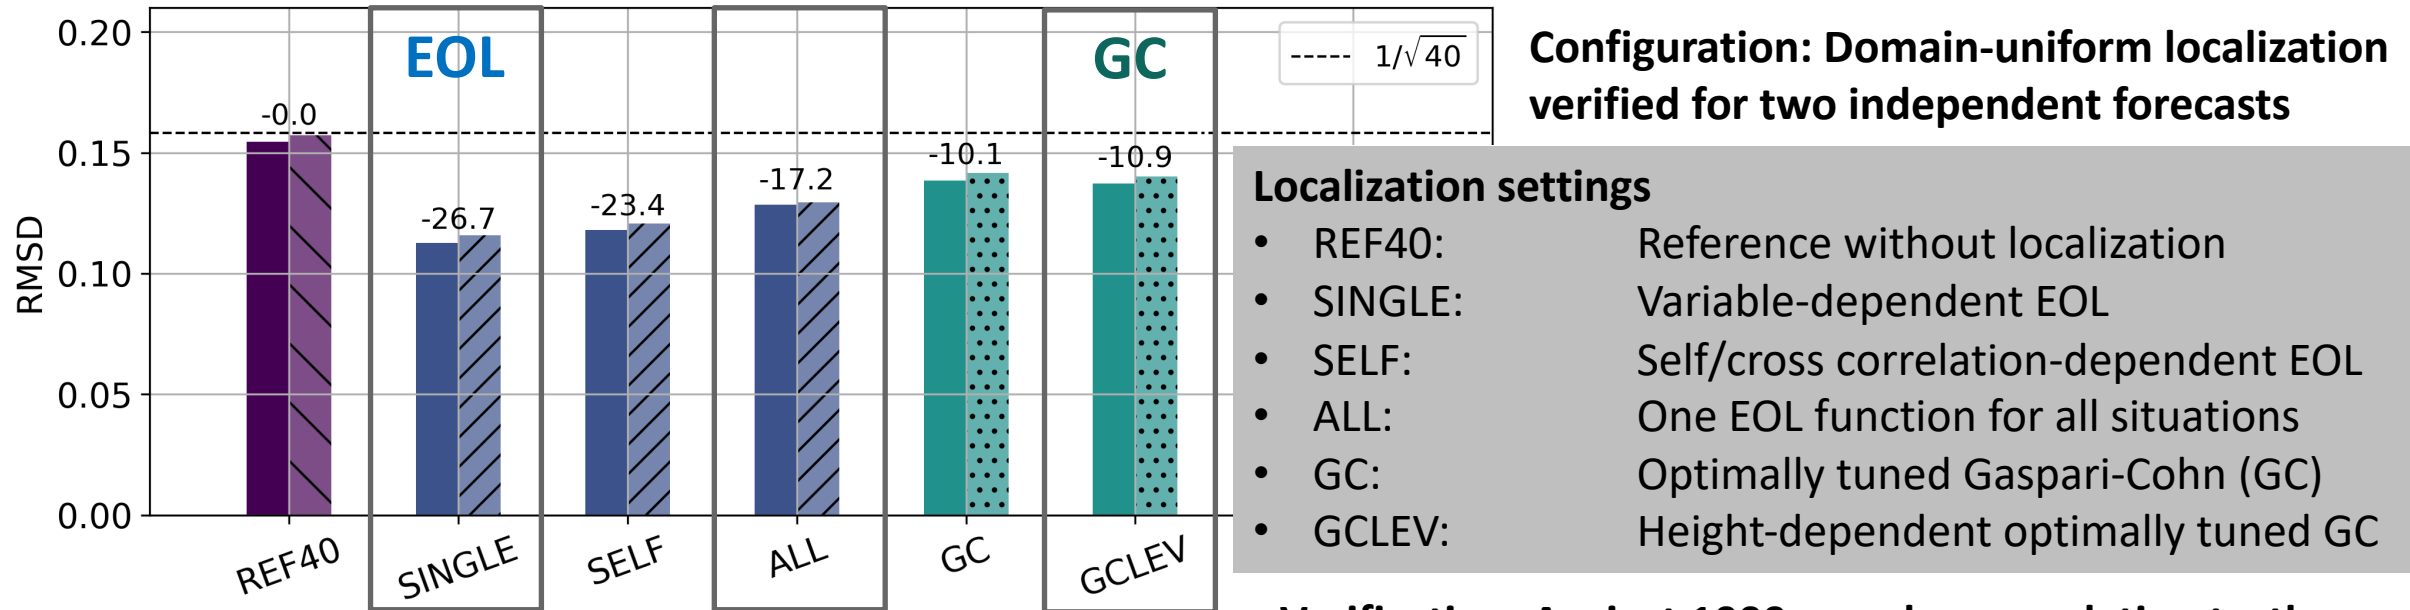 0.20
0.15
0.10
0.05
0.00
RMSD
EOL
GC
1/√40
-0.0
-26.7
-23.4
-17.2
-10.1
-10.9
REF40
SINGLE
SELF
ALL
GC
GCLEV
Configuration: Domain-uniform localization
verified for two independent forecasts
Localization settings
• REF40: Reference without localization
• SINGLE: Variable-dependent EOL
• SELF: Self/cross correlation-dependent EOL
• ALL: One EOL function for all situations
• GC: Optimally tuned Gaspari-Cohn (GC)
• GCLEV: Height-dependent optimally tuned GC